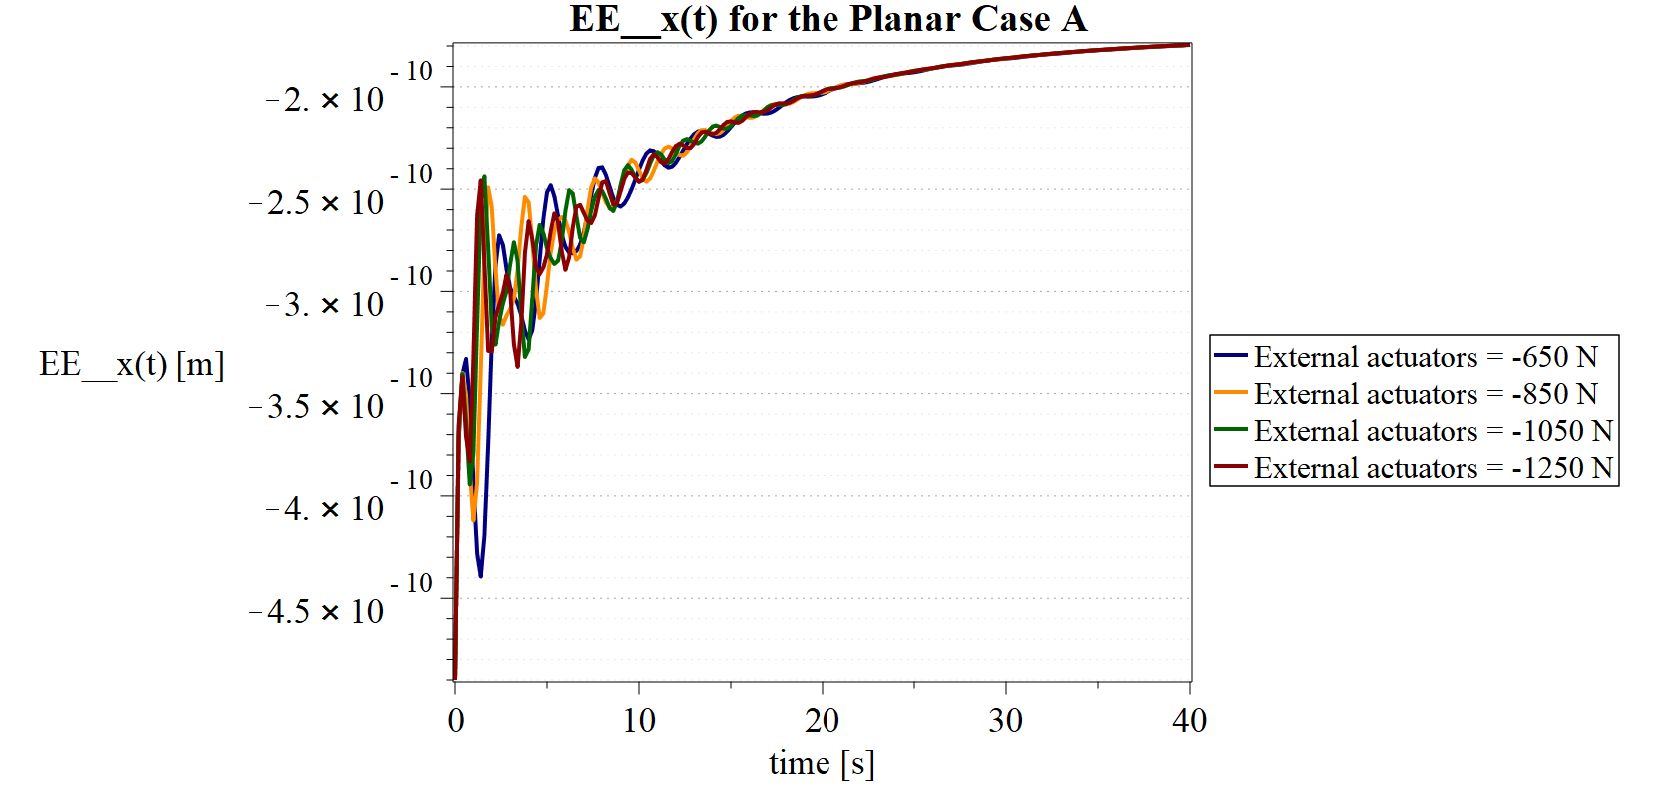 EE__x(t) for the Planar Case A
−2. × 10 -10
−2.5 × 10 -10
−3. × 10 -10
EE__x(t) [m]
−3.5 × 10 -10
−4. × 10 -10
−4.5 × 10 -10
External actuators = -650 N
External actuators = -850 N
External actuators = -1050 N
External actuators = -1250 N
0 10 20 30 40
time [s]